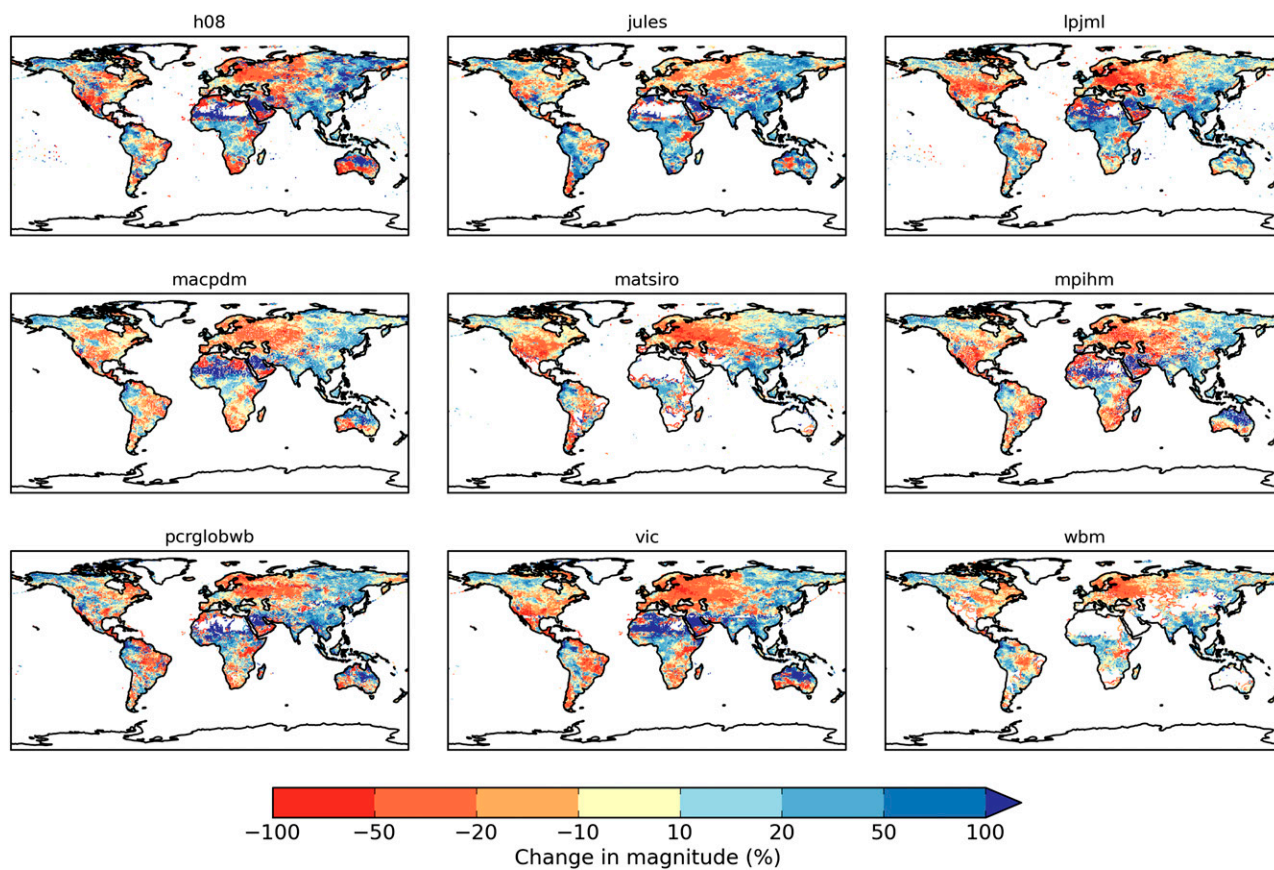 h08 jules lpjml
macpdm matsiro mpihm
pcrglobwb vic wbm
−100 −50 −20 −10 10 20 50 100
Change in magnitude (%)